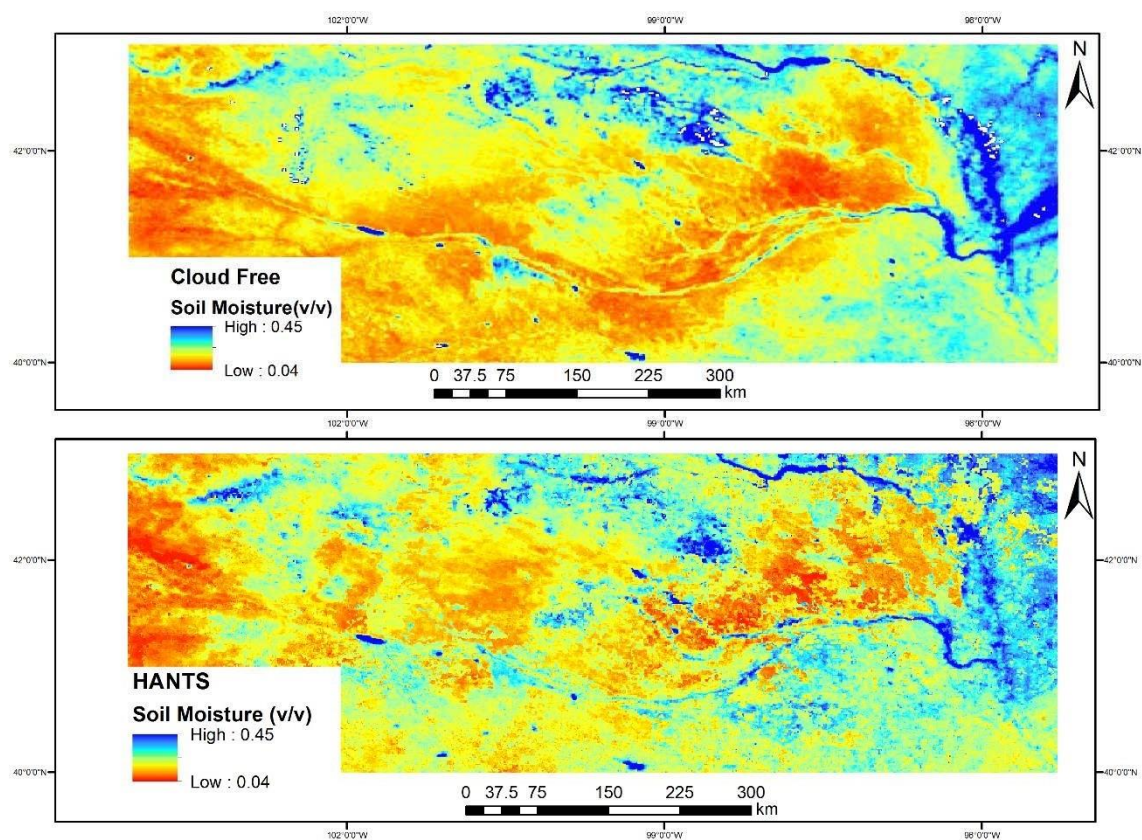 102°0'0"W 99°0'0"W 96°0'0"W
N
42°0'0"N 42°0'0"N
Cloud Free
Soil Moisture(v/v)
High : 0.45
Low : 0.04
40°0'0"N 40°0'0"N
0 37.5 75 150 225 300
km
102°0'0"W 99°0'0"W 96°0'0"W
N
42°0'0"N 42°0'0"N
HANTS
Soil Moisture (v/v)
High : 0.45
Low : 0.04
40°0'0"N 40°0'0"N
0 37.5 75 150 225 300
km
102°0'0"W 99°0'0"W 96°0'0"W